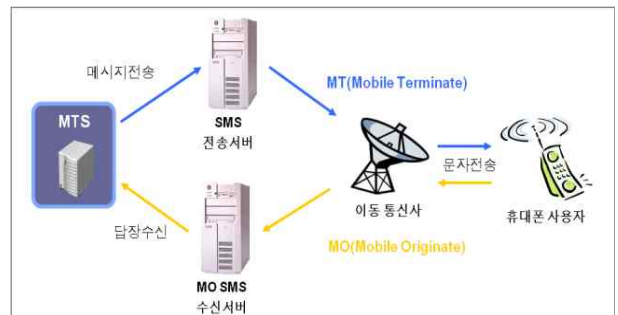 메시지전송
MT(Mobile Terminate)
MTS
SMS
전송서버
문자전송
이동 통신사
휴대폰 사용자
답장수신
MO(Mobile Originate)
MO SMS
수신서버